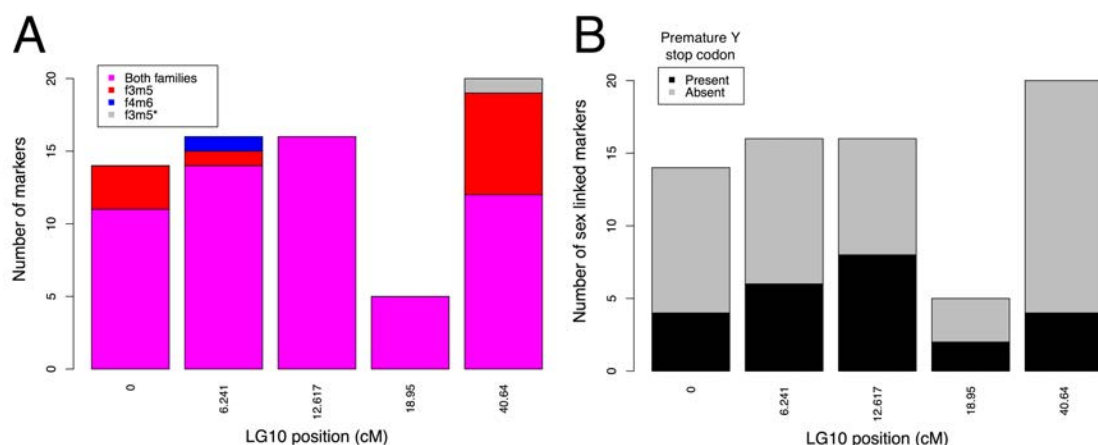 A
Both families
f3m5
f4m6
f3m5*
Number of markers
20
15
10
5
0
0
6.241
12.617
18.95
40.64
LG10 position (cM)
B
Premature Y
stop codon
Present
Absent
Number of sex linked markers
20
15
10
5
0
0
6.241
12.617
18.95
40.64
LG10 position (cM)